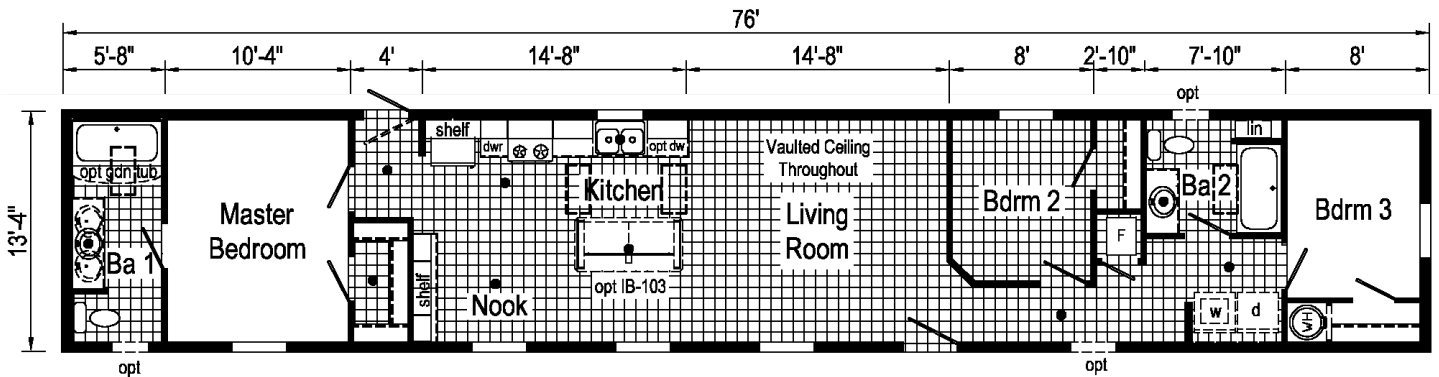 76'
5'-8"
10'-4"
4'
14'-8"
14'-8"
8'
2'-10"
7'-10"
8'
opt
13'-4"
shelf
dwr
opt dw
lin
Vaulted Ceiling
Throughout
opt gdn tub
Kitchen
Bdrm 2
Ba 2
Master
Bedroom
Living
Room
Bdrm 3
F
Ba 1
shelf
opt IB-103
Nook
w
d
WH
opt
opt